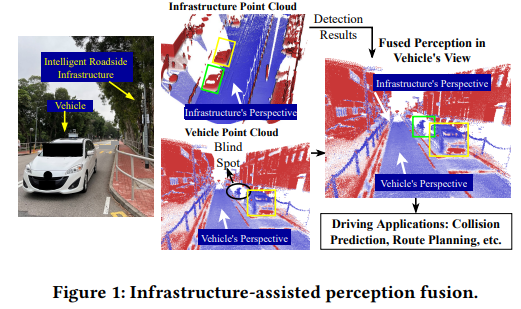 Infrastructure Point Cloud
Detection
Results
Intelligent Roadside
Infrastructure
Vehicle
Infrastructure's Perspective
Vehicle Point Cloud
Blind
Spot
Vehicle's Perspective
Fused Perception in
Vehicle's View
Infrastructure's Perspective
Vehicle's Perspective
Driving Applications: Collision
Prediction, Route Planning, etc.
Figure 1: Infrastructure-assisted perception fusion.